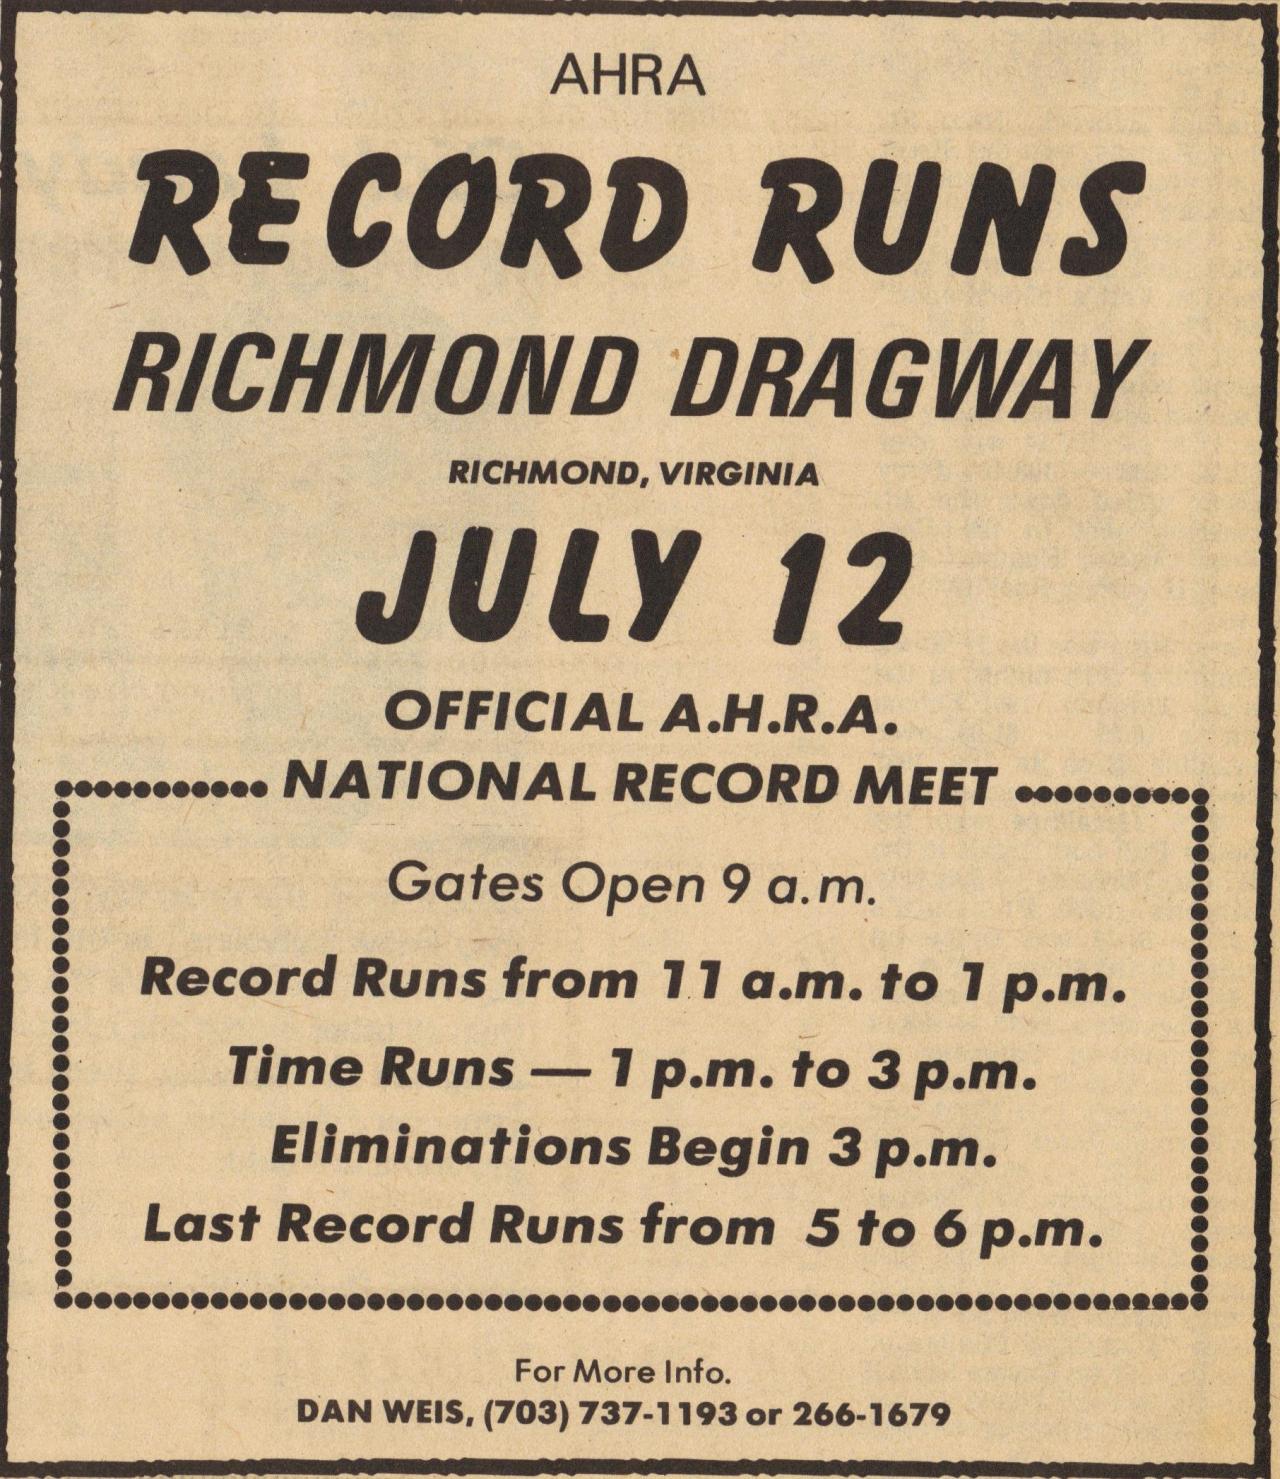 AHRA
RECORD RUNS
RICHMOND DRAGWAY
RICHMOND, VIRGINIA
JULY 12
OFFICIAL A.H.R.A.
NATIONAL RECORD MEET
Gates Open 9 a.m.
Record Runs from 11 a.m. to 1 p.m.
Time Runs — 1 p.m. to 3 p.m.
Eliminations Begin 3 p.m.
Last Record Runs from 5 to 6 p.m.
For More Info.
DAN WEIS, (703) 737-1193 or 266-1679